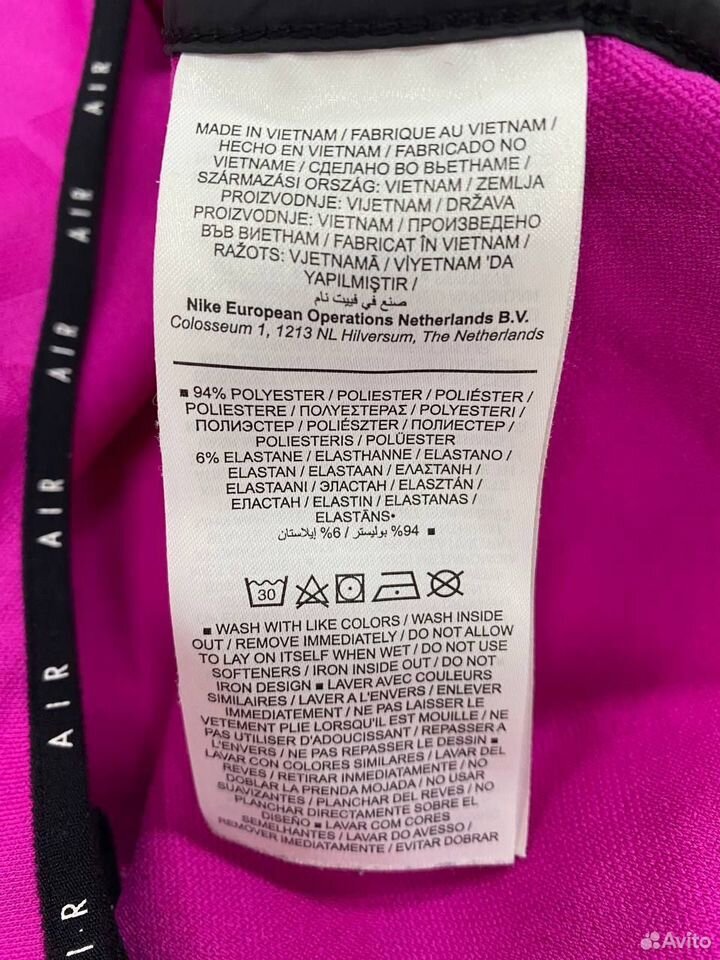 AIR
AIR
AIR
AIR
AIR
AIR
MADE IN VIETNAM / FABRIQUE AU VIETNAM /
HECHO EN VIETNAM / FABRICADO NO
VIETNAME / СДЕЛАНО ВО ВЬЕТНАМЕ /
SZÁRMAZÁSI ORSZÁG: VIETNAM / ZEMLJA
PROIZVODNJE: VIJETNAM / DRŽAVA
PROIZVODNJE: VIETNAM / ПРОИЗВЕДЕНО
ВЪВ ВИЕТНАМ / FABRICAT ÎN VIETNAM /
RAŽOTS: VJETNAMĀ / VİYETNAM 'DA
YAPILMIŞTIR /
صنع في فييت نام
Nike European Operations Netherlands B.V.
Colosseum 1, 1213 NL Hilversum, The Netherlands
■ 94% POLYESTER / POLIESTER / POLIÉSTER /
POLIESTERE / ΠΟΛΥΕΣΤΕΡΑΣ / POLYESTERI /
ПОЛИЭСТЕР / POLIÉSZTER / ПОЛИЕСТЕР /
POLIESTERIS / POLÜESTER
6% ELASTANE / ELASTHANNE / ELASTANO /
ELASTAN / ELASTAAN / ΕΛΑΣΤΑΝΗ /
ELASTAANI / ЭЛАСТАН / ELASZTÁN /
ЕЛАСТАН / ELASTIN / ELASTANAS /
ELASTĀNS•
■ 94% بوليستر / 6% إيلاستان
30
■ WASH WITH LIKE COLORS / WASH INSIDE
OUT / REMOVE IMMEDIATELY / DO NOT ALLOW
TO LAY ON ITSELF WHEN WET / DO NOT USE
SOFTENERS / IRON INSIDE OUT / DO NOT
IRON DESIGN ■ LAVER AVEC COULEURS
SIMILAIRES / LAVER A L'ENVERS / ENLEVER
IMMEDIATEMENT / NE PAS LAISSER LE
VETEMENT PLIE LORSQU'IL EST MOUILLE / NE
PAS UTILISER D'ADOUCISSANT / REPASSER A
L'ENVERS / NE PAS REPASSER LE DESSIN ■
LAVAR CON COLORES SIMILARES / LAVAR DEL
REVES / RETIRAR INMEDIATAMENTE / NO
DOBLAR LA PRENDA MOJADA / NO USAR
SUAVIZANTES / PLANCHAR DEL REVES / NO
PLANCHAR DIRECTAMENTE SOBRE EL
DISEÑO ■ LAVAR COM CORES
SEMELHANTES / LAVAR DO AVESSO /
REMOVER IMEDIATAMENTE / EVITAR DOBRAR
Avito